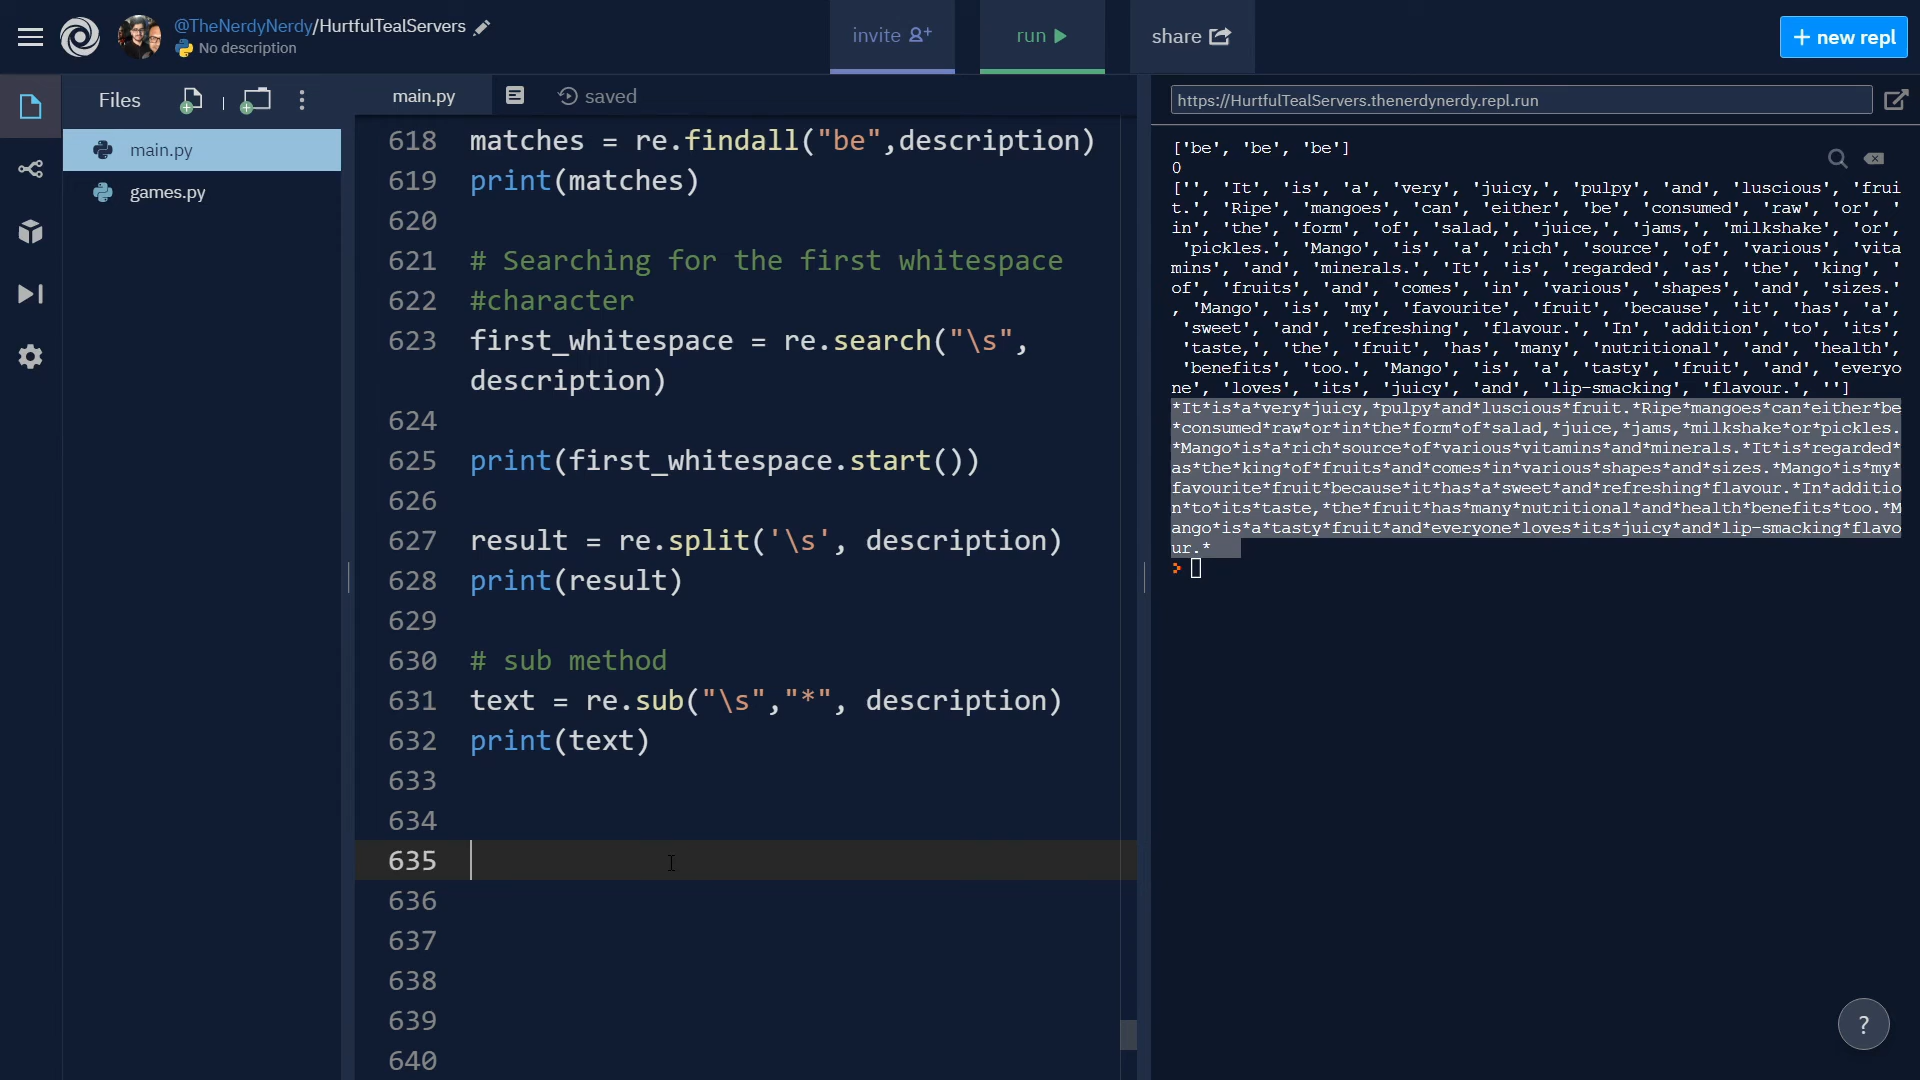 @TheNerdyNerdy/HurtfulTealServers
No description
invite
run
share
+ new repl
Files
main.py
games.py
main.py
saved
618 matches = re.findall("be",description)
619 print(matches)
620
621 # Searching for the first whitespace
622 #character
623 first_whitespace = re.search("\s",
description)
624
625 print(first_whitespace.start())
626
627 result = re.split('\s', description)
628 print(result)
629
630 # sub method
631 text = re.sub("\s","*", description)
632 print(text)
633
634
635
636
637
638
639
640
https://HurtfulTealServers.thenerdynerdy.repl.run
['be', 'be', 'be']
0
['', 'It', 'is', 'a', 'very', 'juicy,', 'pulpy', 'and', 'luscious', 'frui
t.', 'Ripe', 'mangoes', 'can', 'either', 'be', 'consumed', 'raw', 'or', '
in', 'the', 'form', 'of', 'salad,', 'juice,', 'jams,', 'milkshake', 'or',
'pickles.', 'Mango', 'is', 'a', 'rich', 'source', 'of', 'various', 'vita
mins', 'and', 'minerals.', 'It', 'is', 'regarded', 'as', 'the', 'king', '
of', 'fruits', 'and', 'comes', 'in', 'various', 'shapes', 'and', 'sizes.'
, 'Mango', 'is', 'my', 'favourite', 'fruit', 'because', 'it', 'has', 'a',
'sweet', 'and', 'refreshing', 'flavour.', 'In', 'addition', 'to', 'its',
'taste,', 'the', 'fruit', 'has', 'many', 'nutritional', 'and', 'health',
'benefits', 'too.', 'Mango', 'is', 'a', 'tasty', 'fruit', 'and', 'everyo
ne', 'loves', 'its', 'juicy', 'and', 'lip-smacking', 'flavour.', '']
*It*is*a*very*juicy,*pulpy*and*luscious*fruit.*Ripe*mangoes*can*either*be
*consumed*raw*or*in*the*form*of*salad,*juice,*jams,*milkshake*or*pickles.
*Mango*is*a*rich*source*of*various*vitamins*and*minerals.*It*is*regarded*
as*the*king*of*fruits*and*comes*in*various*shapes*and*sizes.*Mango*is*my*
favourite*fruit*because*it*has*a*sweet*and*refreshing*flavour.*In*additio
n*to*its*taste,*the*fruit*has*many*nutritional*and*health*benefits*too.*M
ango*is*a*tasty*fruit*and*everyone*loves*its*juicy*and*lip-smacking*flavo
ur.*
>
?